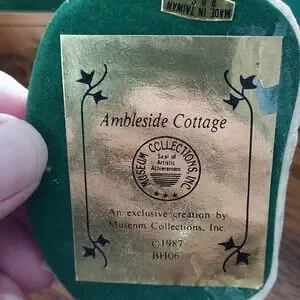 MADE IN TAIWAN
R.O.C.
Ambleside Cottage
MUSEUM COLLECTIONS, INC
Seal of
Artistic
Achievement
An exclusive creation by
Museum Collections, Inc
©1987
BH06